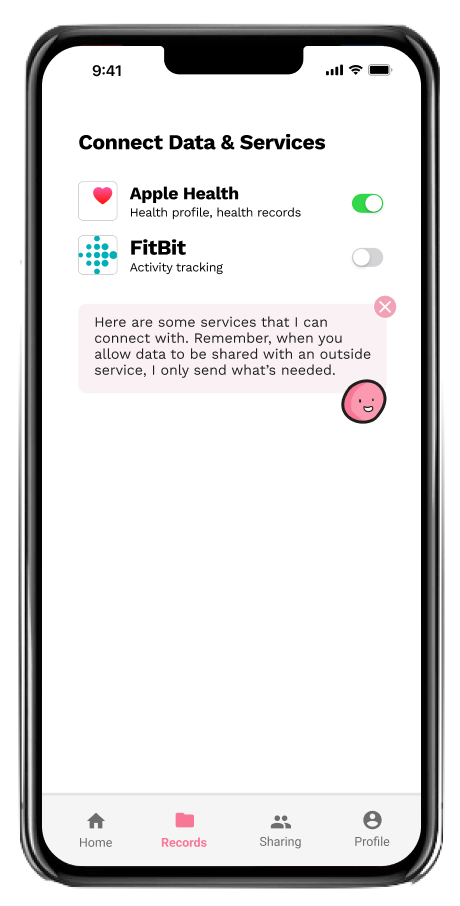 9:41
Connect Data & Services
Apple Health
Health profile, health records
FitBit
Activity tracking
Here are some services that I can
connect with. Remember, when you
allow data to be shared with an outside
service, I only send what's needed.
Home
Records
Sharing
Profile